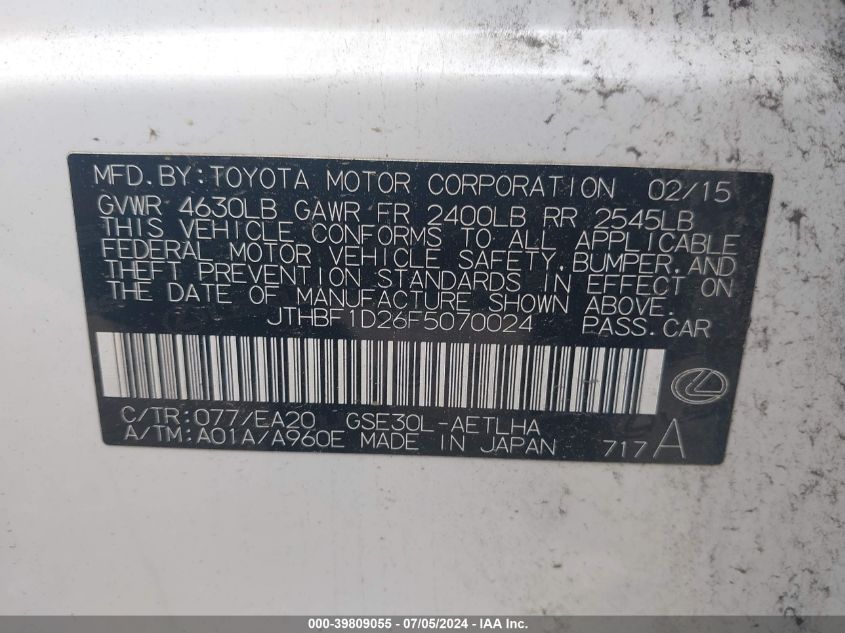 MFD.BY:TOYOTA MOTOR CORPORATION 02/15
GVWR 4630LB GAWR FR 2400LB RR 2545LB
THIS VEHICLE CONFORMS TO ALL APPLICABLE
FEDERAL MOTOR VEHICLE SAFETY,BUMPER,AND
THEFT PREVENTION STANDARDS IN EFFECT ON
THE DATE OF MANUFACTURE SHOWN ABOVE.
JTHBF1D26F5070024 PASS.CAR
C/TR:077/EA20 GSE30L-AETLHA
A/TM:A01A/A960E MADE IN JAPAN 717A
000-39809055 - 07/05/2024 - IAA Inc.